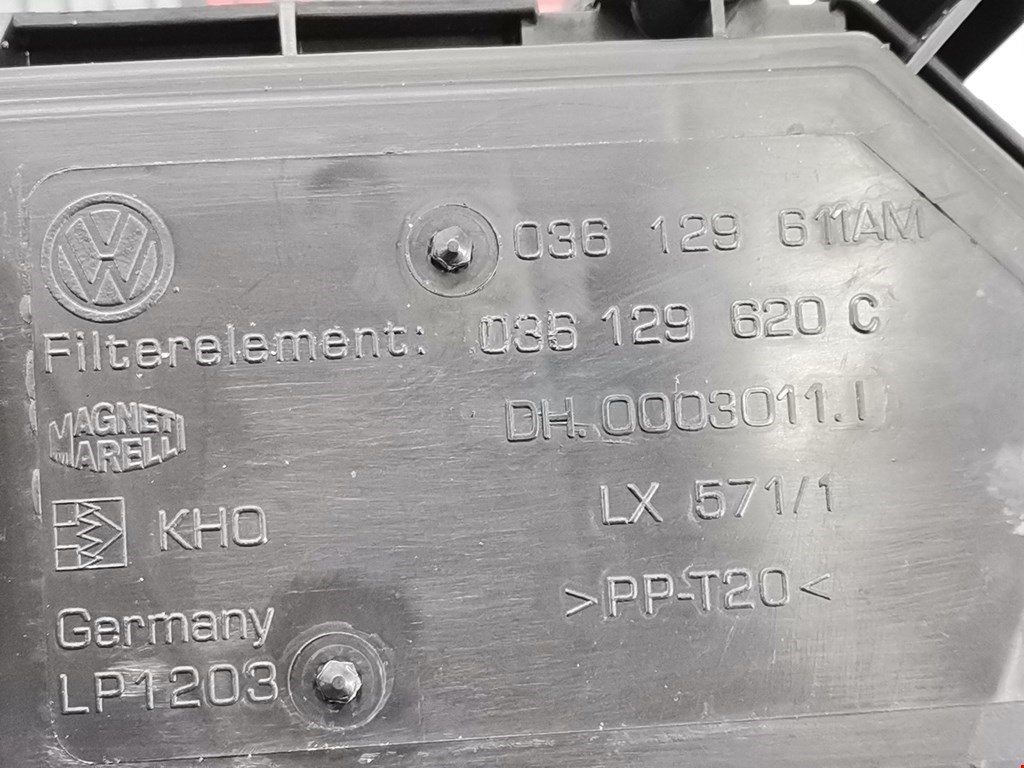 036 129 611AM
Filterelement: 036 129 620 C
MAGNETI
MARELLI
DH.0003011.I
KHO
LX 571/1
>PP-T20<
Germany
LP1203